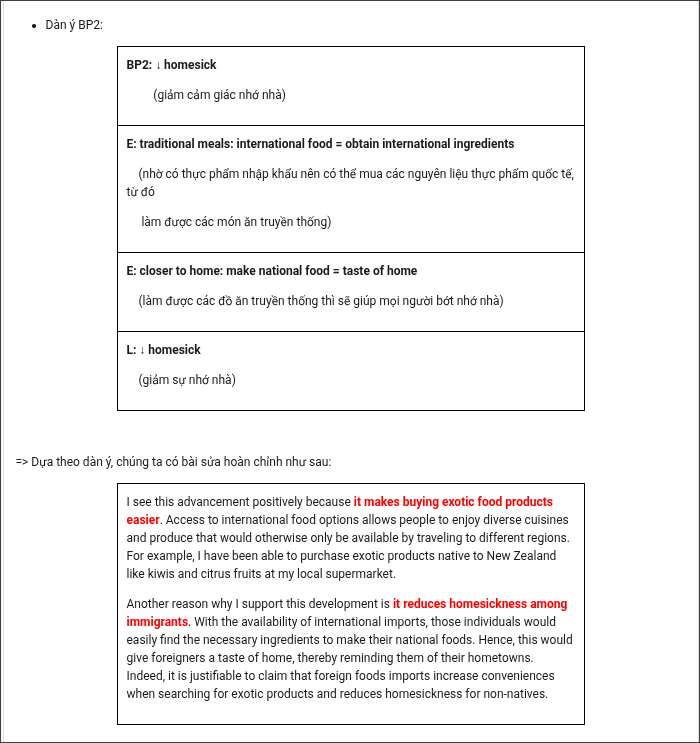 • Dàn ý BP2:
BP2: ↓ homesick
(giảm cảm giác nhớ nhà)
E: traditional meals: international food = obtain international ingredients
(nhờ có thực phẩm nhập khẩu nên có thể mua các nguyên liệu thực phẩm quốc tế,
từ đó
làm được các món ăn truyền thống)
E: closer to home: make national food = taste of home
(làm được các đồ ăn truyền thống thì sẽ giúp mọi người bớt nhớ nhà)
L: ↓ homesick
(giảm sự nhớ nhà)
=> Dựa theo dàn ý, chúng ta có bài sửa hoàn chỉnh như sau:
I see this advancement positively because it makes buying exotic food products
easier. Access to international food options allows people to enjoy diverse cuisines
and produce that would otherwise only be available by traveling to different regions.
For example, I have been able to purchase exotic products native to New Zealand
like kiwis and citrus fruits at my local supermarket.
Another reason why I support this development is it reduces homesickness among
immigrants. With the availability of international imports, those individuals would
easily find the necessary ingredients to make their national foods. Hence, this would
give foreigners a taste of home, thereby reminding them of their hometowns.
Indeed, it is justifiable to claim that foreign foods imports increase conveniences
when searching for exotic products and reduces homesickness for non-natives.